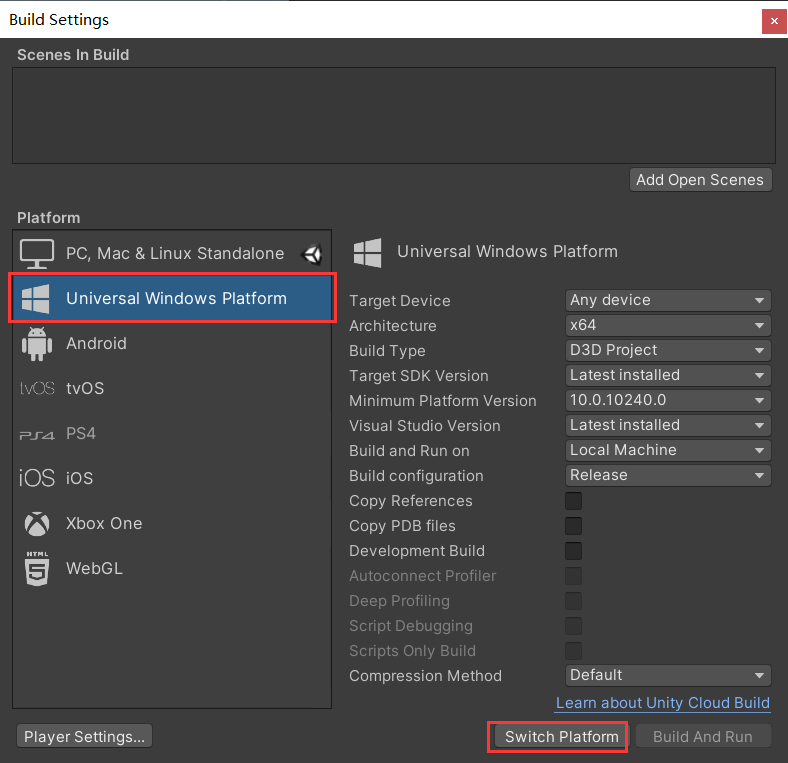 Build Settings
Scenes In Build
Add Open Scenes
Platform
PC, Mac & Linux Standalone
Universal Windows Platform
Android
tvOS tvOS
PS4 PS4
iOS iOS
Xbox One
HTML 5 WebGL
Universal Windows Platform
Target Device Any device
Architecture x64
Build Type D3D Project
Target SDK Version Latest installed
Minimum Platform Version 10.0.10240.0
Visual Studio Version Latest installed
Build and Run on Local Machine
Build configuration Release
Copy References
Copy PDB files
Development Build
Autoconnect Profiler
Deep Profiling
Script Debugging
Scripts Only Build
Compression Method Default
Learn about Unity Cloud Build
Player Settings... Switch Platform Build And Run